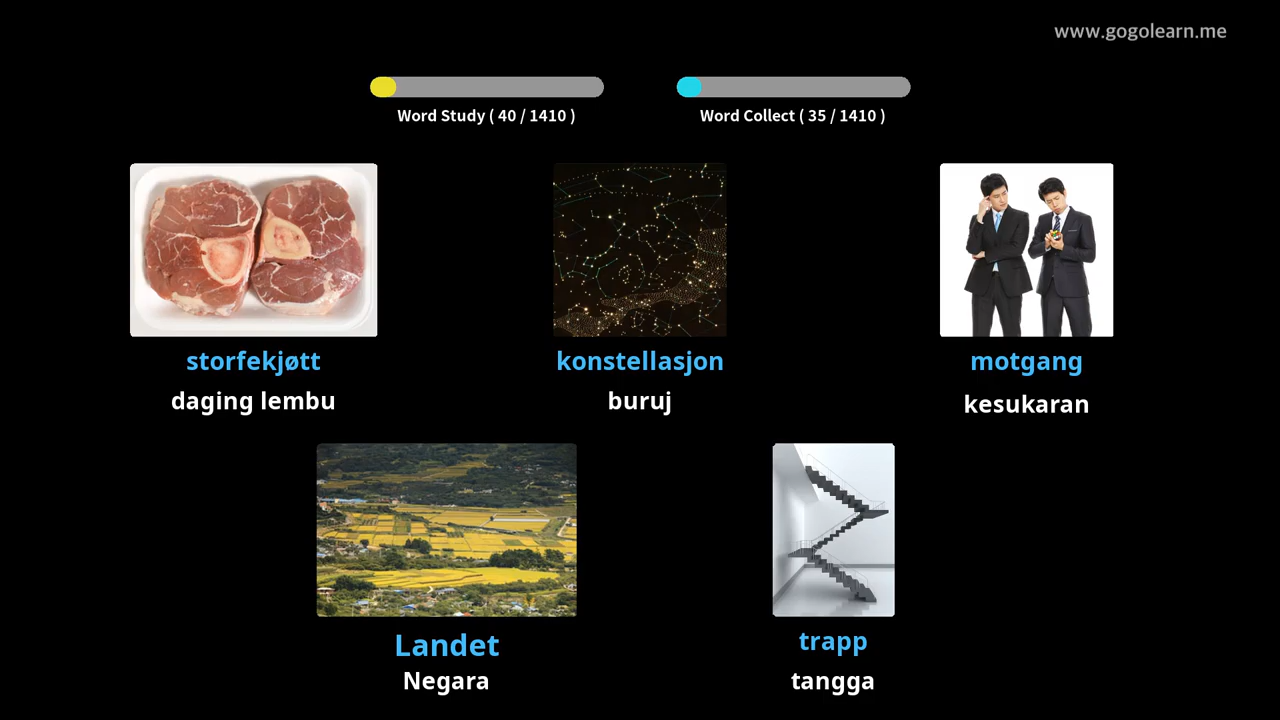 www.gogolearn.me
Word Study ( 40 / 1410 )
Word Collect ( 35 / 1410 )
storfekjøtt
konstellasjon
motgang
daging lembu
buruj
kesukaran
Landet
trapp
Negara
tangga